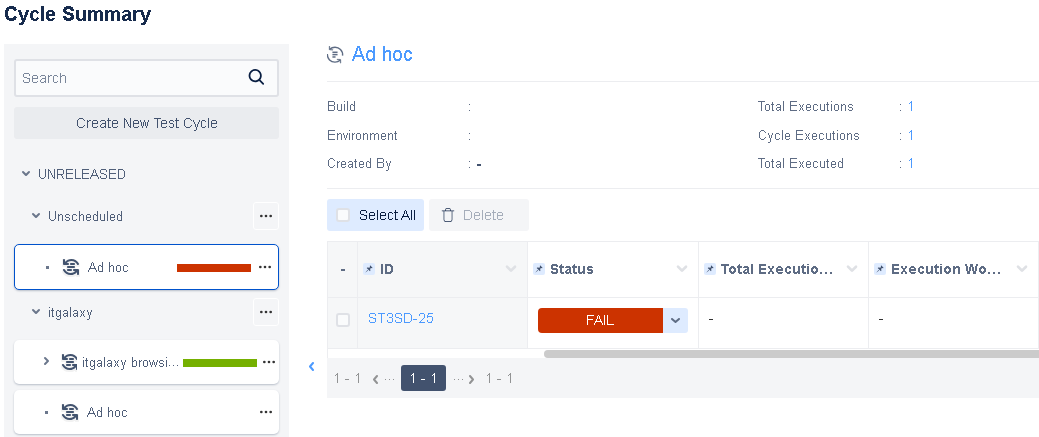 Cycle Summary
Search
Create New Test Cycle
UNRELEASED
Unscheduled
Ad hoc
itgalaxy
itgalaxy browsi...
Ad hoc
Ad hoc
Build :
Environment :
Created By : -
Total Executions : 1
Cycle Executions : 1
Total Executed : 1
Select All Delete
- ID Status Total Executio... Execution Wo...
ST3SD-25 FAIL - -
1 - 1 ... 1 - 1 ... 1 - 1